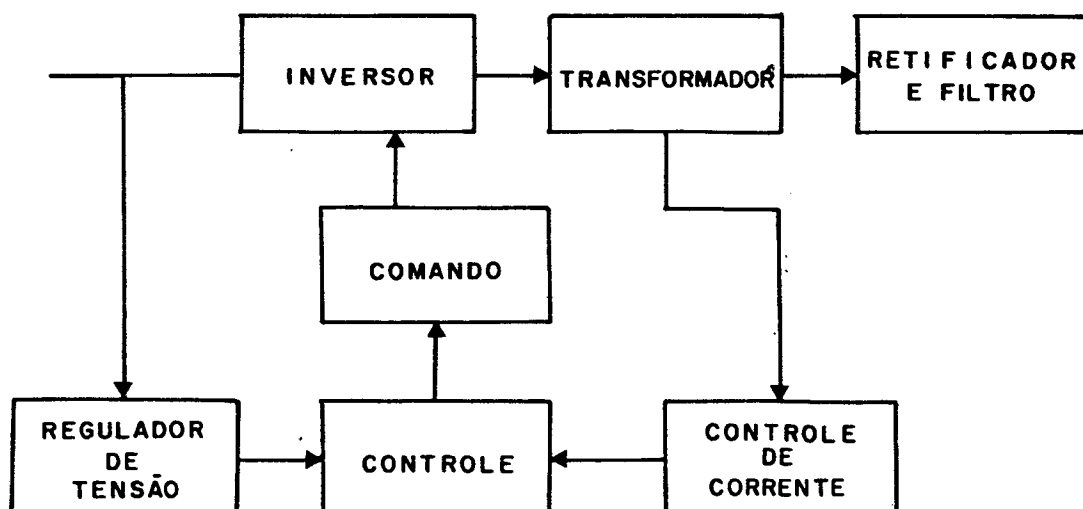 INVERSOR
TRANSFORMADOR
RETIFICADOR
E FILTRO
COMANDO
REGULADOR
DE
TENSÃO
CONTROLE
CONTROLE
DE
CORRENTE